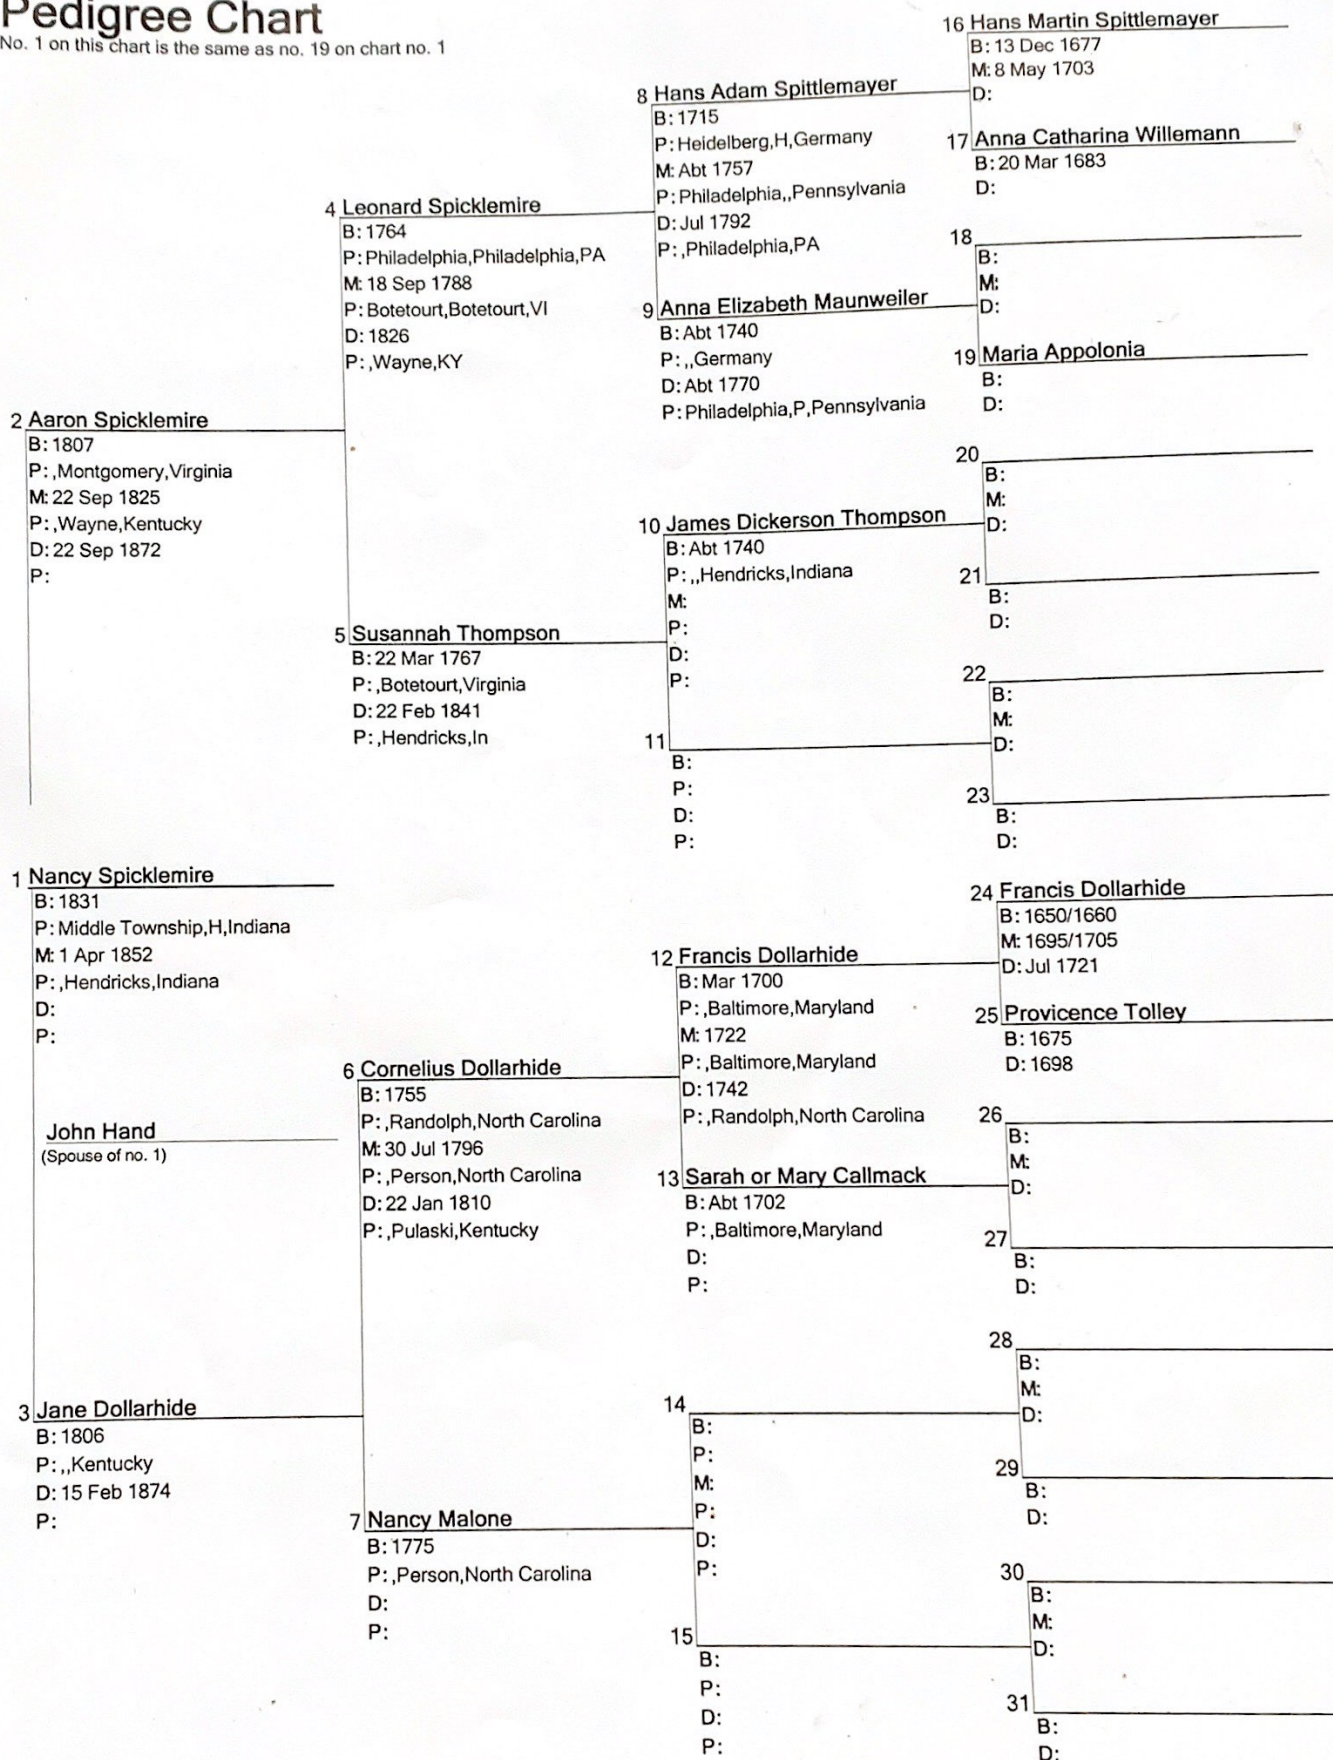 Pedigree Chart
No. 1 on this chart is the same as no. 19 on chart no. 1
16 Hans Martin Spittlemayer
B: 13 Dec 1677
M: 8 May 1703
D:
8 Hans Adam Spittlemayer
B: 1715
P: Heidelberg,H,Germany
M: Abt 1757
P: Philadelphia,,Pennsylvania
D: Jul 1792
P: ,Philadelphia,PA
17 Anna Catharina Willemann
B: 20 Mar 1683
D:
4 Leonard Spicklemire
B: 1764
P: Philadelphia,Philadelphia,PA
M: 18 Sep 1788
P: Botetourt,Botetourt,VI
D: 1826
P: ,Wayne,KY
18
B:
M:
D:
9 Anna Elizabeth Maunweiler
B: Abt 1740
P: ,,Germany
D: Abt 1770
P: Philadelphia,P,Pennsylvania
19 Maria Appolonia
B:
D:
2 Aaron Spicklemire
B: 1807
P: ,Montgomery,Virginia
M: 22 Sep 1825
P: ,Wayne,Kentucky
D: 22 Sep 1872
P:
20
B:
M:
D:
10 James Dickerson Thompson
B: Abt 1740
P: ,,Hendricks,Indiana
M:
P:
D:
P:
21
B:
D:
5 Susannah Thompson
B: 22 Mar 1767
P: ,Botetourt,Virginia
D: 22 Feb 1841
P: ,Hendricks,In
22
B:
M:
D:
11
B:
P:
D:
P:
23
B:
D:
1 Nancy Spicklemire
B: 1831
P: Middle Township,H,Indiana
M: 1 Apr 1852
P: ,Hendricks,Indiana
D:
P:
24 Francis Dollarhide
B: 1650/1660
M: 1695/1705
D: Jul 1721
12 Francis Dollarhide
B: Mar 1700
P: ,Baltimore,Maryland
M: 1722
P: ,Baltimore,Maryland
D: 1742
P: ,Randolph,North Carolina
25 Provicence Tolley
B: 1675
D: 1698
6 Cornelius Dollarhide
B: 1755
P: ,Randolph,North Carolina
M: 30 Jul 1796
P: ,Person,North Carolina
D: 22 Jan 1810
P: ,Pulaski,Kentucky
John Hand
(Spouse of no. 1)
26
B:
M:
D:
13 Sarah or Mary Callmack
B: Abt 1702
P: ,Baltimore,Maryland
D:
P:
27
B:
D:
28
B:
M:
D:
3 Jane Dollarhide
B: 1806
P: ,,Kentucky
D: 15 Feb 1874
P:
14
B:
P:
M:
P:
D:
P:
29
B:
D:
7 Nancy Malone
B: 1775
P: ,Person,North Carolina
D:
P:
30
B:
M:
D:
15
B:
P:
D:
P:
31
B:
D: